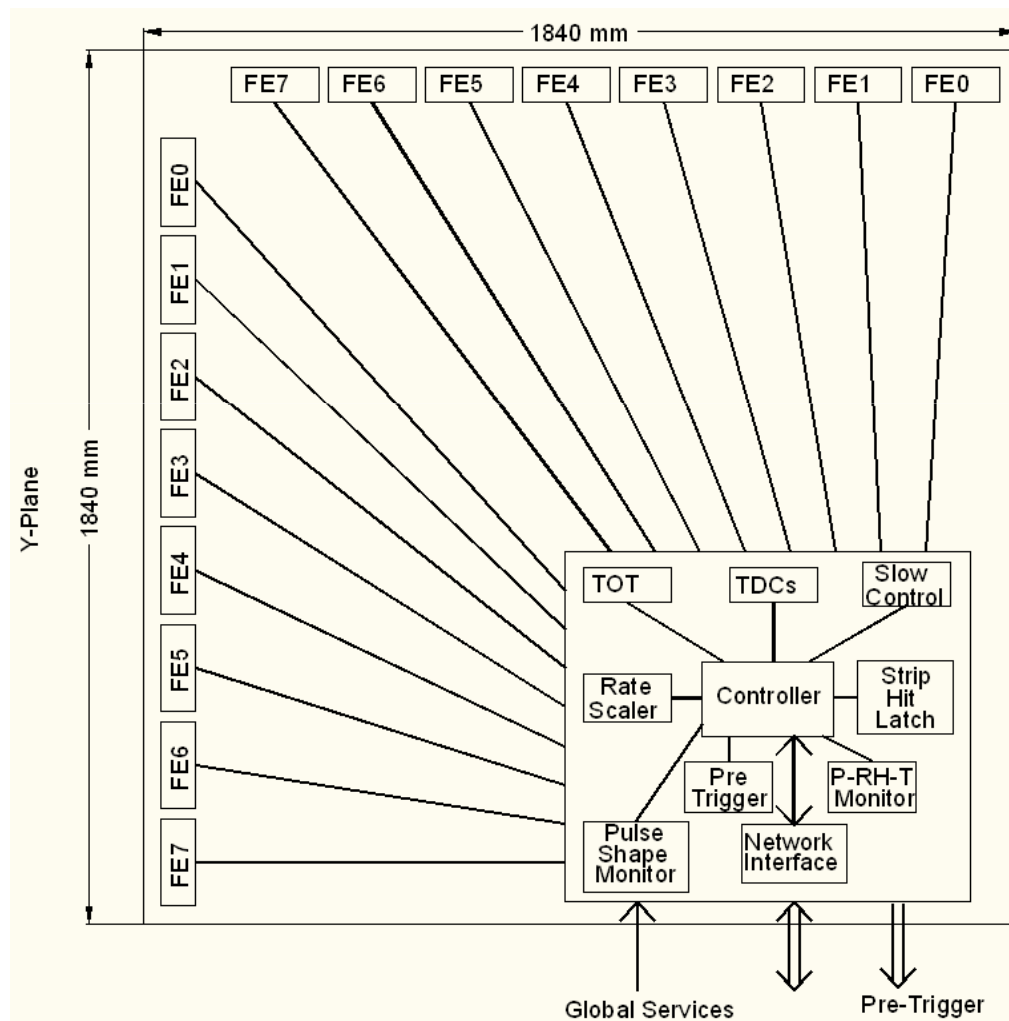 1840 mm
FE7 FE6 FE5 FE4 FE3 FE2 FE1 FE0
FE0
FE1
FE2
FE3
FE4
FE5
FE6
FE7
Y-Plane
1840 mm
TOT
TDCs
Slow
Control
Rate
Scaler
Controller
Strip
Hit
Latch
Pre
Trigger
P-RH-T
Monitor
Pulse
Shape
Monitor
Network
Interface
Global Services
Pre-Trigger